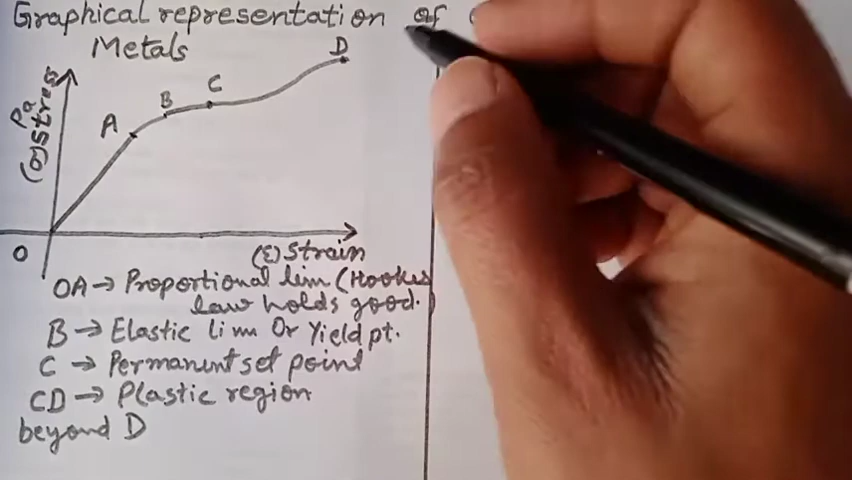 Graphical representation of
Metals
D
C
B
A
Pa
(σ)Stress
O
(ε)Strain
OA → Proportional lim (Hookes
law holds good.)
B → Elastic lim Or Yield pt.
C → Permanent set point
CD → Plastic region
beyond D